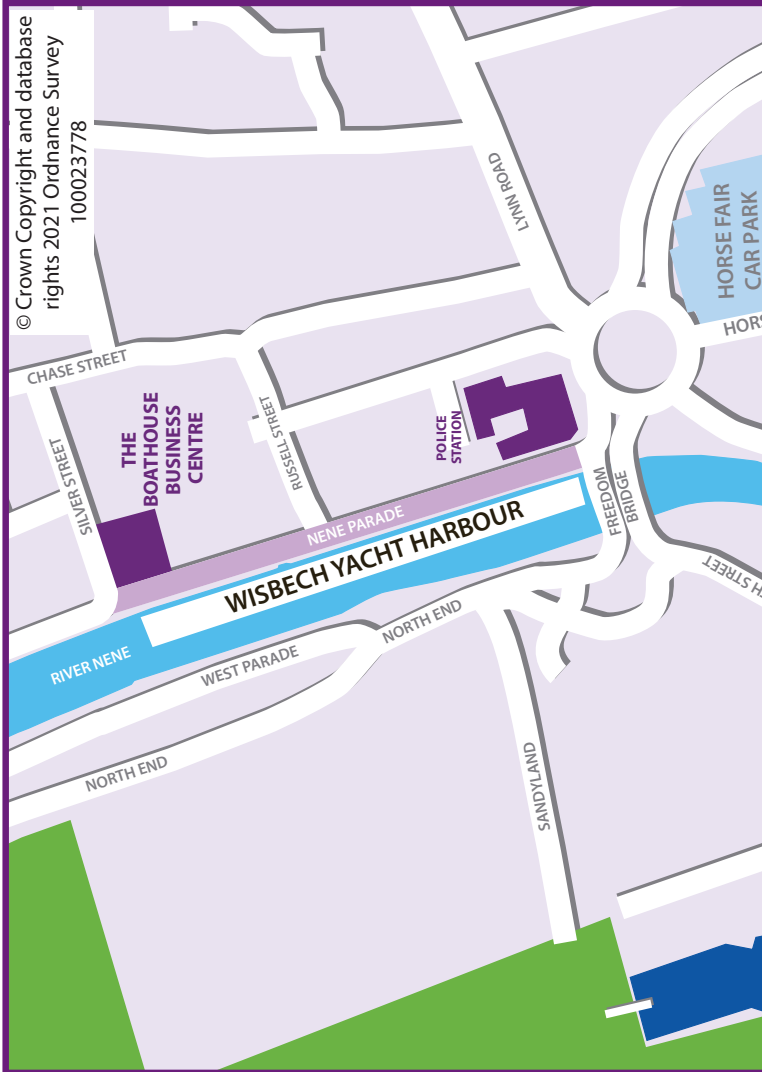 © Crown Copyright and database
rights 2021 Ordnance Survey
100023778
CHASE STREET
LYNN ROAD
HORSE FAIR
CAR PARK
HORS
THE
BOATHOUSE
BUSINESS
CENTRE
SILVER STREET
RUSSELL STREET
POLICE
STATION
NENE PARADE
WISBECH YACHT HARBOUR
FREEDOM
BRIDGE
RIVER NENE
WEST PARADE
NORTH END
NORTH END
SANDYLAND
TH STREET